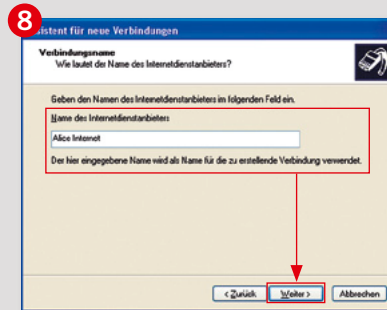 8
sistent für neue Verbindungen
Verbindungsname
Wie lautet der Name des Internetdienstanbieters?
Geben den Namen des Internetdienstanbieters im folgenden Feld ein.
Name des Internetdienstanbieters
Alice Internet
Der hier eingegebene Name wird als Name für die zu erstellende Verbindung verwendet.
< Zurück Weiter > Abbrechen